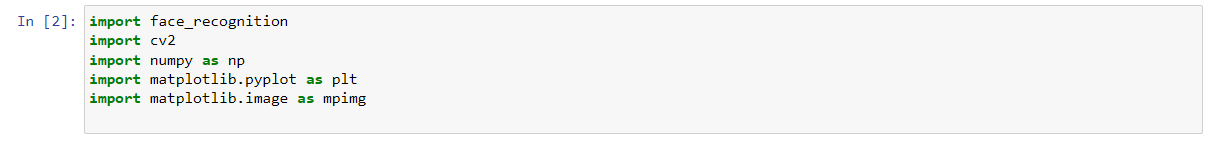 In [2]: import face_recognition
import cv2
import numpy as np
import matplotlib.pyplot as plt
import matplotlib.image as mpimg